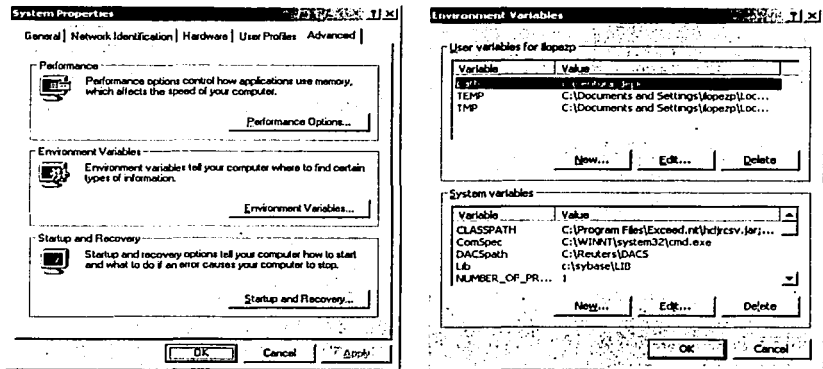 System Properties ? X
General Network Identification Hardware User Profiles Advanced
Performance
Performance options control how applications use memory,
which affects the speed of your computer.
Performance Options...
Environment Variables
Environment variables tell your computer where to find certain
types of information.
Environment Variables...
Startup and Recovery
Startup and recovery options tell your computer how to start
and what to do if an error causes your computer to stop.
Startup and Recovery...
OK Cancel Apply
Environment Variables ? X
User variables for llopezp
Variable Value
TEMP C:\Documents and Settings\llopezp\Loc...
TMP C:\Documents and Settings\llopezp\Loc...
New... Edit... Delete
System variables
Variable Value
CLASSPATH C:\Program Files\Exceed.nt\hdjrcsv.jar;...
ComSpec C:\WINNT\system32\cmd.exe
DACSpath C:\Reuters\DACS
Lib c:\sybase\LIB
NUMBER_OF_PR... 1
New... Edit... Delete
OK Cancel